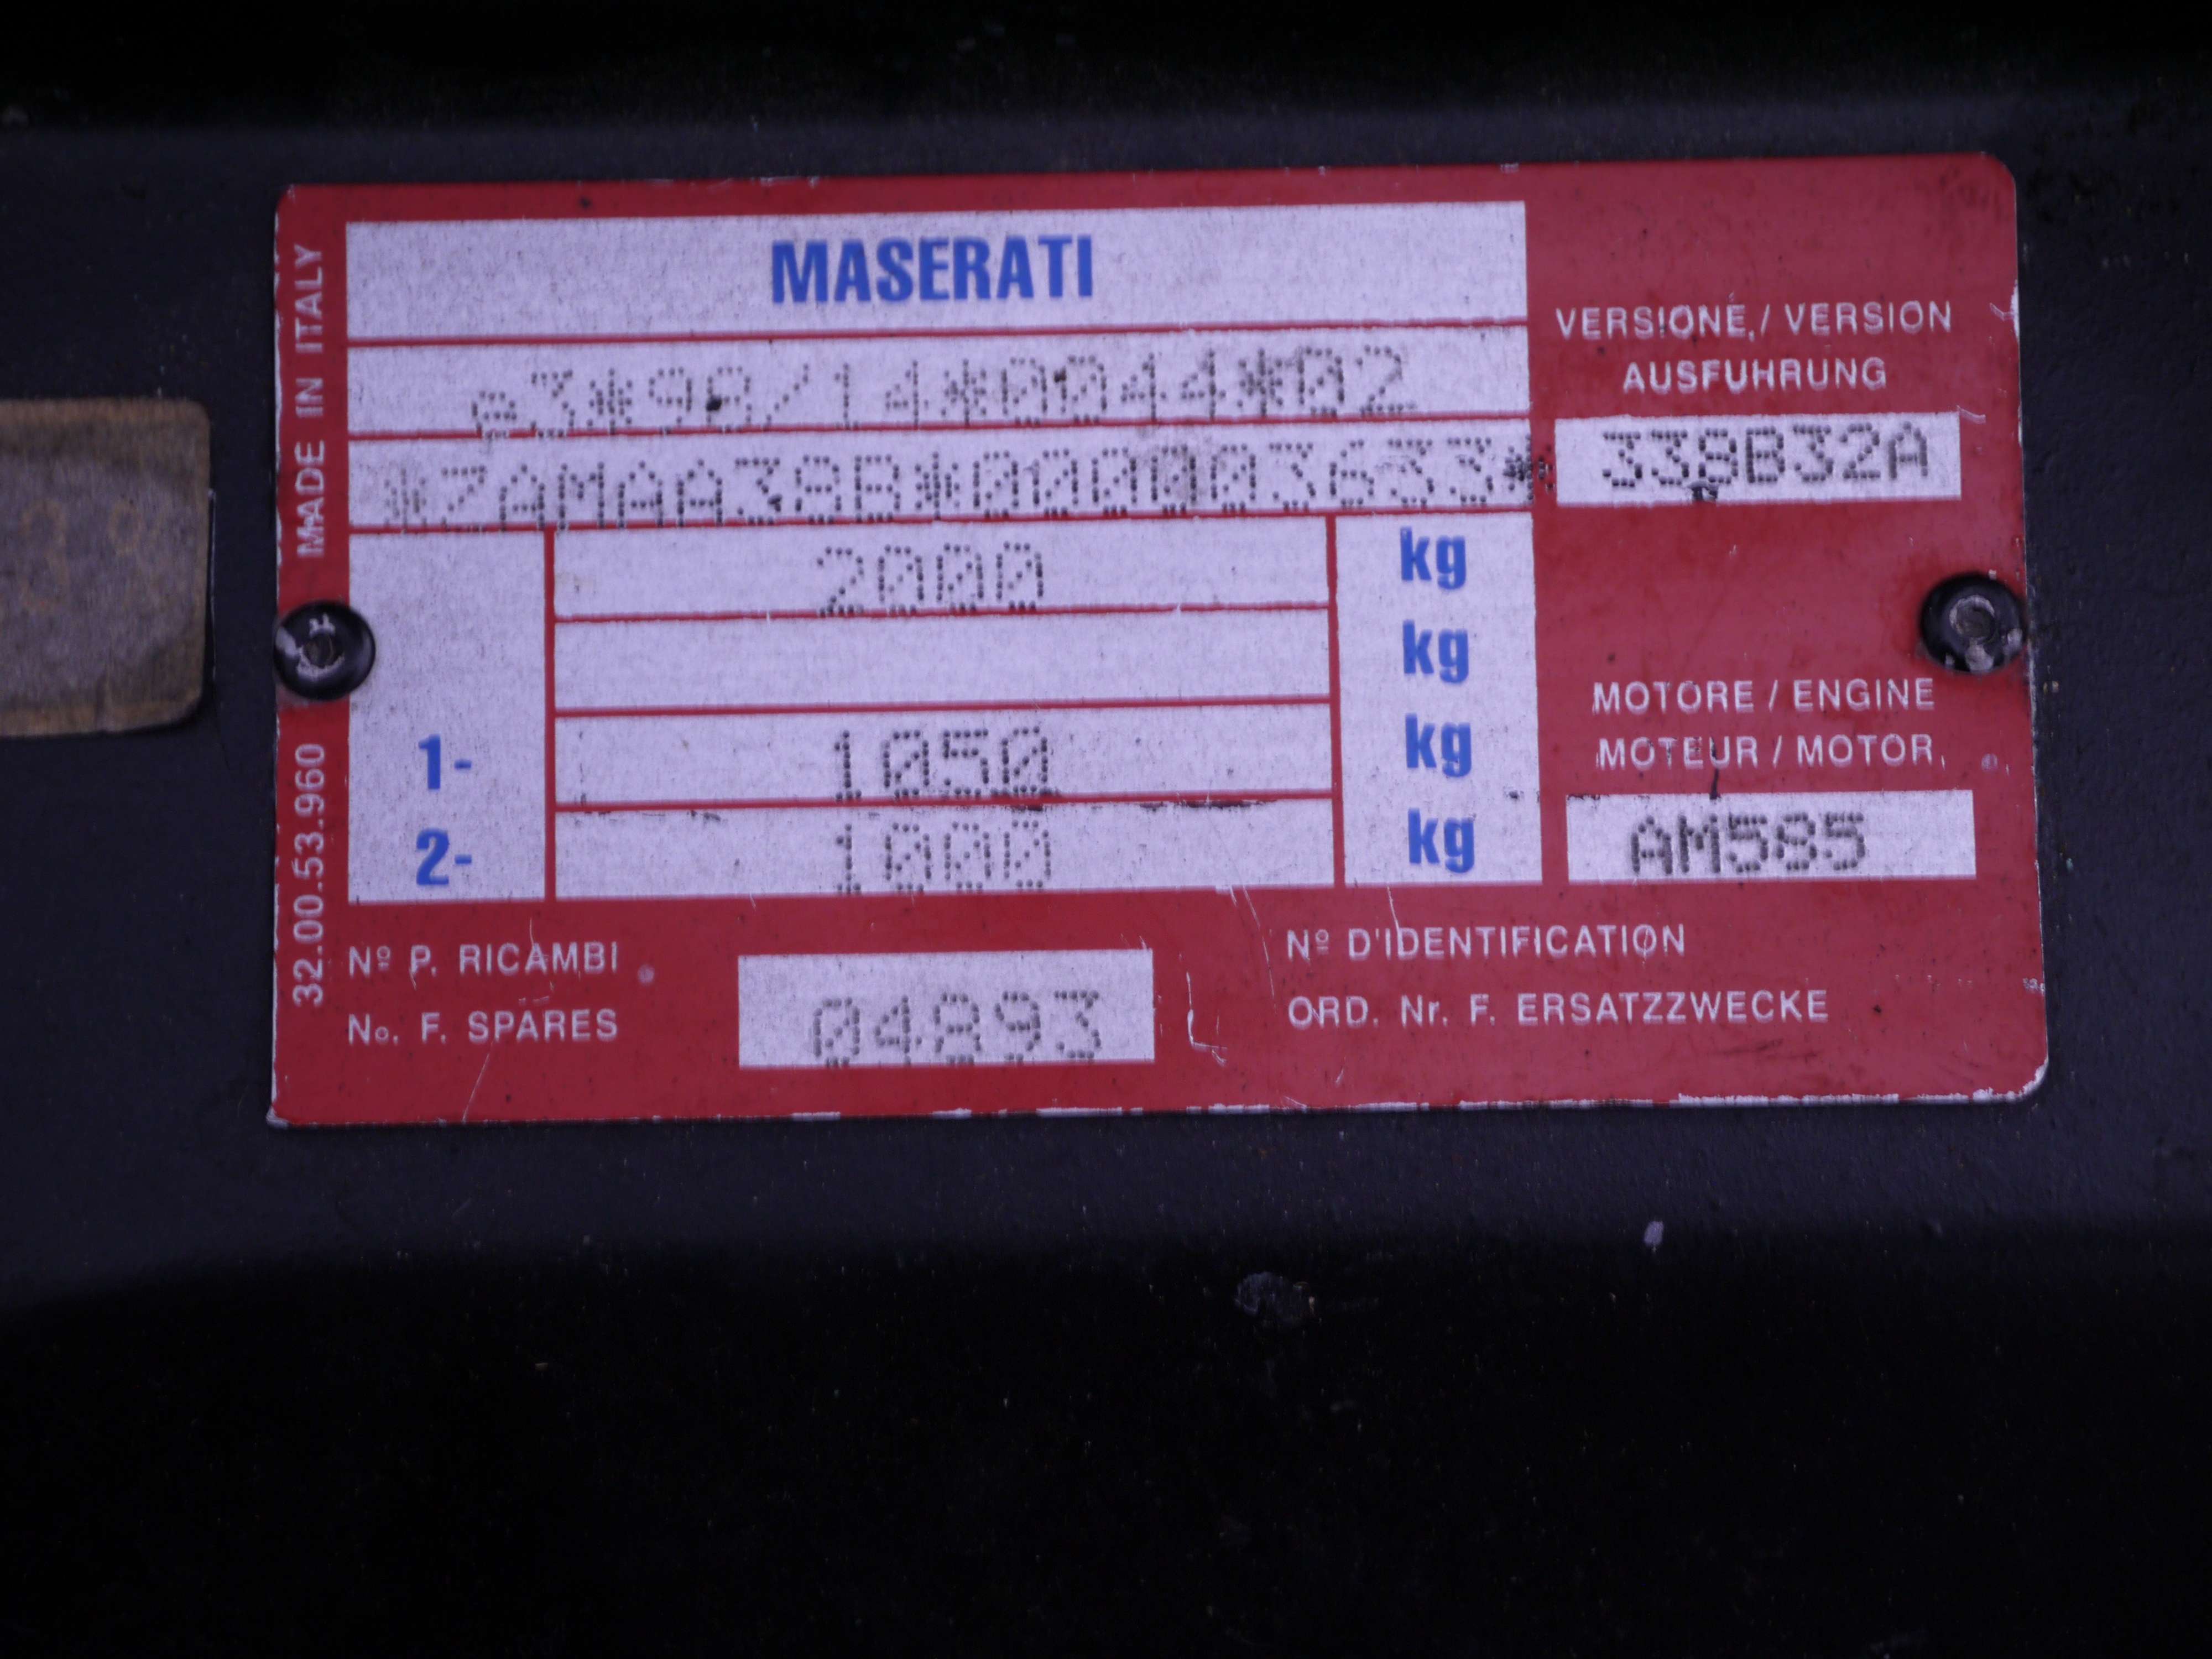 MADE IN ITALY
32.00.53.960
MASERATI
e3*98/14*0044*02
*ZAMAA38B*000003633*
2000 kg
kg
1- 1050 kg
2- 1000 kg
VERSIONE / VERSION
AUSFUHRUNG
338B32A
MOTORE / ENGINE
MOTEUR / MOTOR
AM585
Nº P. RICAMBI
No. F. SPARES
04893
Nº D'IDENTIFICATION
ORD. Nr. F. ERSATZZWECKE